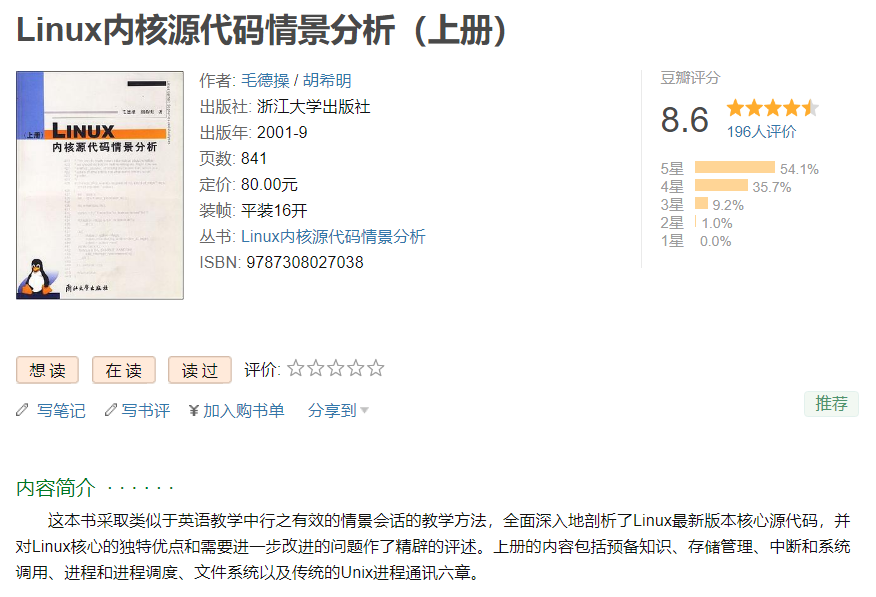 Linux内核源代码情景分析（上册）
作者: 毛德操 / 胡希明
出版社: 浙江大学出版社
出版年: 2001-9
页数: 841
定价: 80.00元
装帧: 平装16开
丛书: Linux内核源代码情景分析
ISBN: 9787308027038
毛德操 胡希明 著
（上册）
LINUX
内核源代码情景分析
浙江大学出版社
豆瓣评分
8.6
196人评价
5星 54.1%
4星 35.7%
3星 9.2%
2星 1.0%
1星 0.0%
想读 在读 读过 评价:
写笔记 写书评 ¥加入购书单 分享到
推荐
内容简介 · · · · · ·
这本书采取类似于英语教学中行之有效的情景会话的教学方法，全面深入地剖析了Linux最新版本核心源代码，并
对Linux核心的独特优点和需要进一步改进的问题作了精辟的评述。上册的内容包括预备知识、存储管理、中断和系统
调用、进程和进程调度、文件系统以及传统的Unix进程通讯六章。